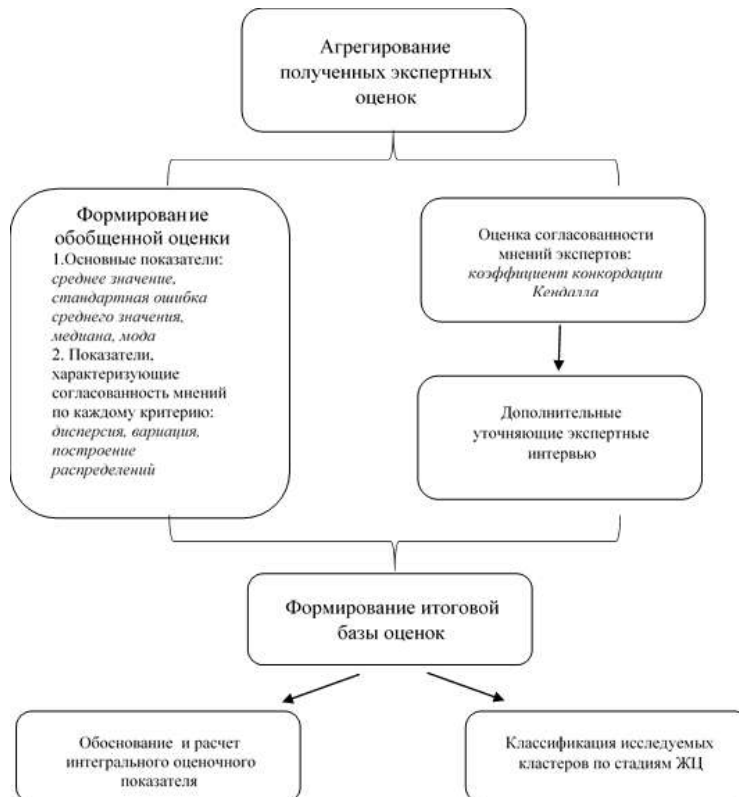 Агрегирование
полученных экспертных
оценок
Формирование
обобщенной оценки
1.Основные показатели:
среднее значение,
стандартная ошибка
среднего значения,
медиана, мода
2. Показатели,
характеризующие
согласованность мнений
по каждому критерию:
дисперсия, вариация,
построение
распределений
Оценка согласованности
мнений экспертов:
коэффициент конкордации
Кендалла
Дополнительные
уточняющие экспертные
интервью
Формирование итоговой
базы оценок
Обоснование и расчет
интегрального оценочного
показателя
Классификация исследуемых
кластеров по стадиям ЖЦ